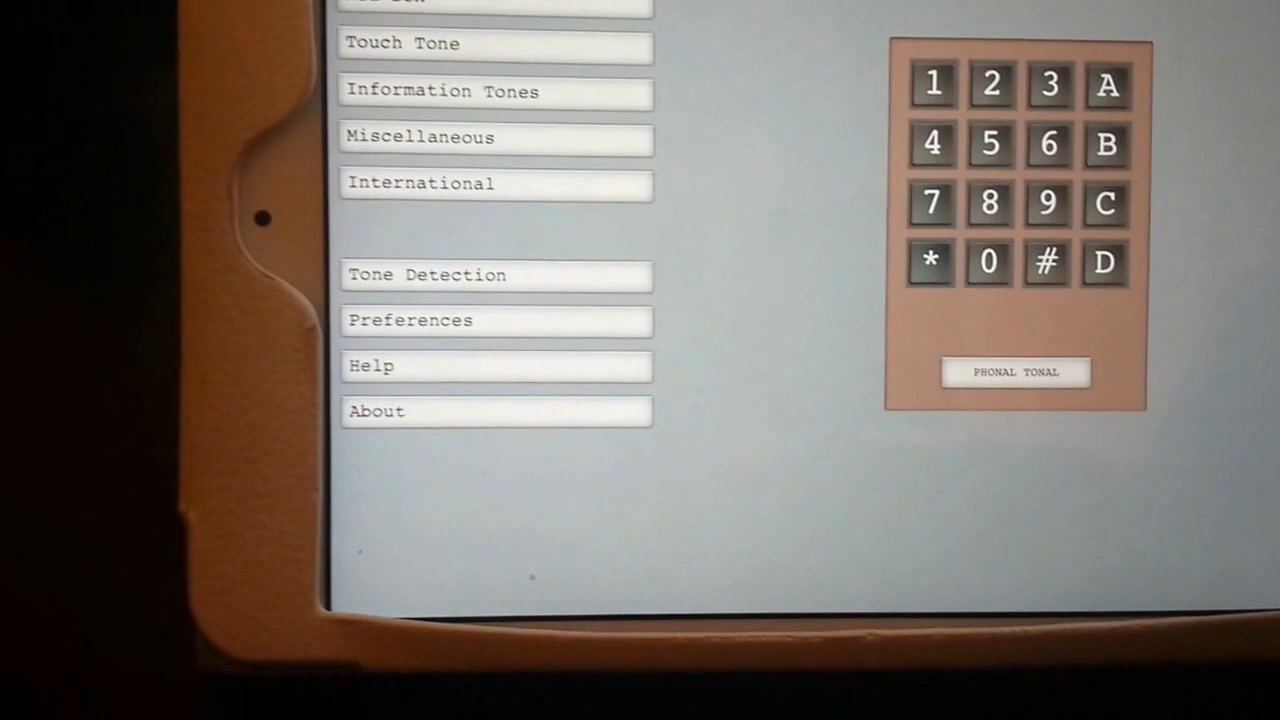 Touch Tone
Information Tones
Miscellaneous
International
Tone Detection
Preferences
Help
About
1 2 3 A
4 5 6 B
7 8 9 C
* 0 # D
PHONAL TONAL